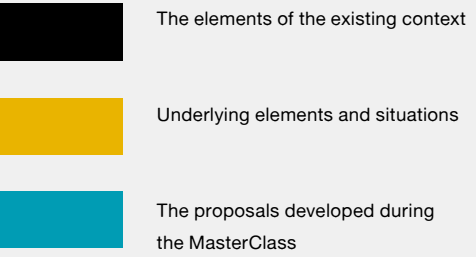 The elements of the existing context
Underlying elements and situations
The proposals developed during
the MasterClass